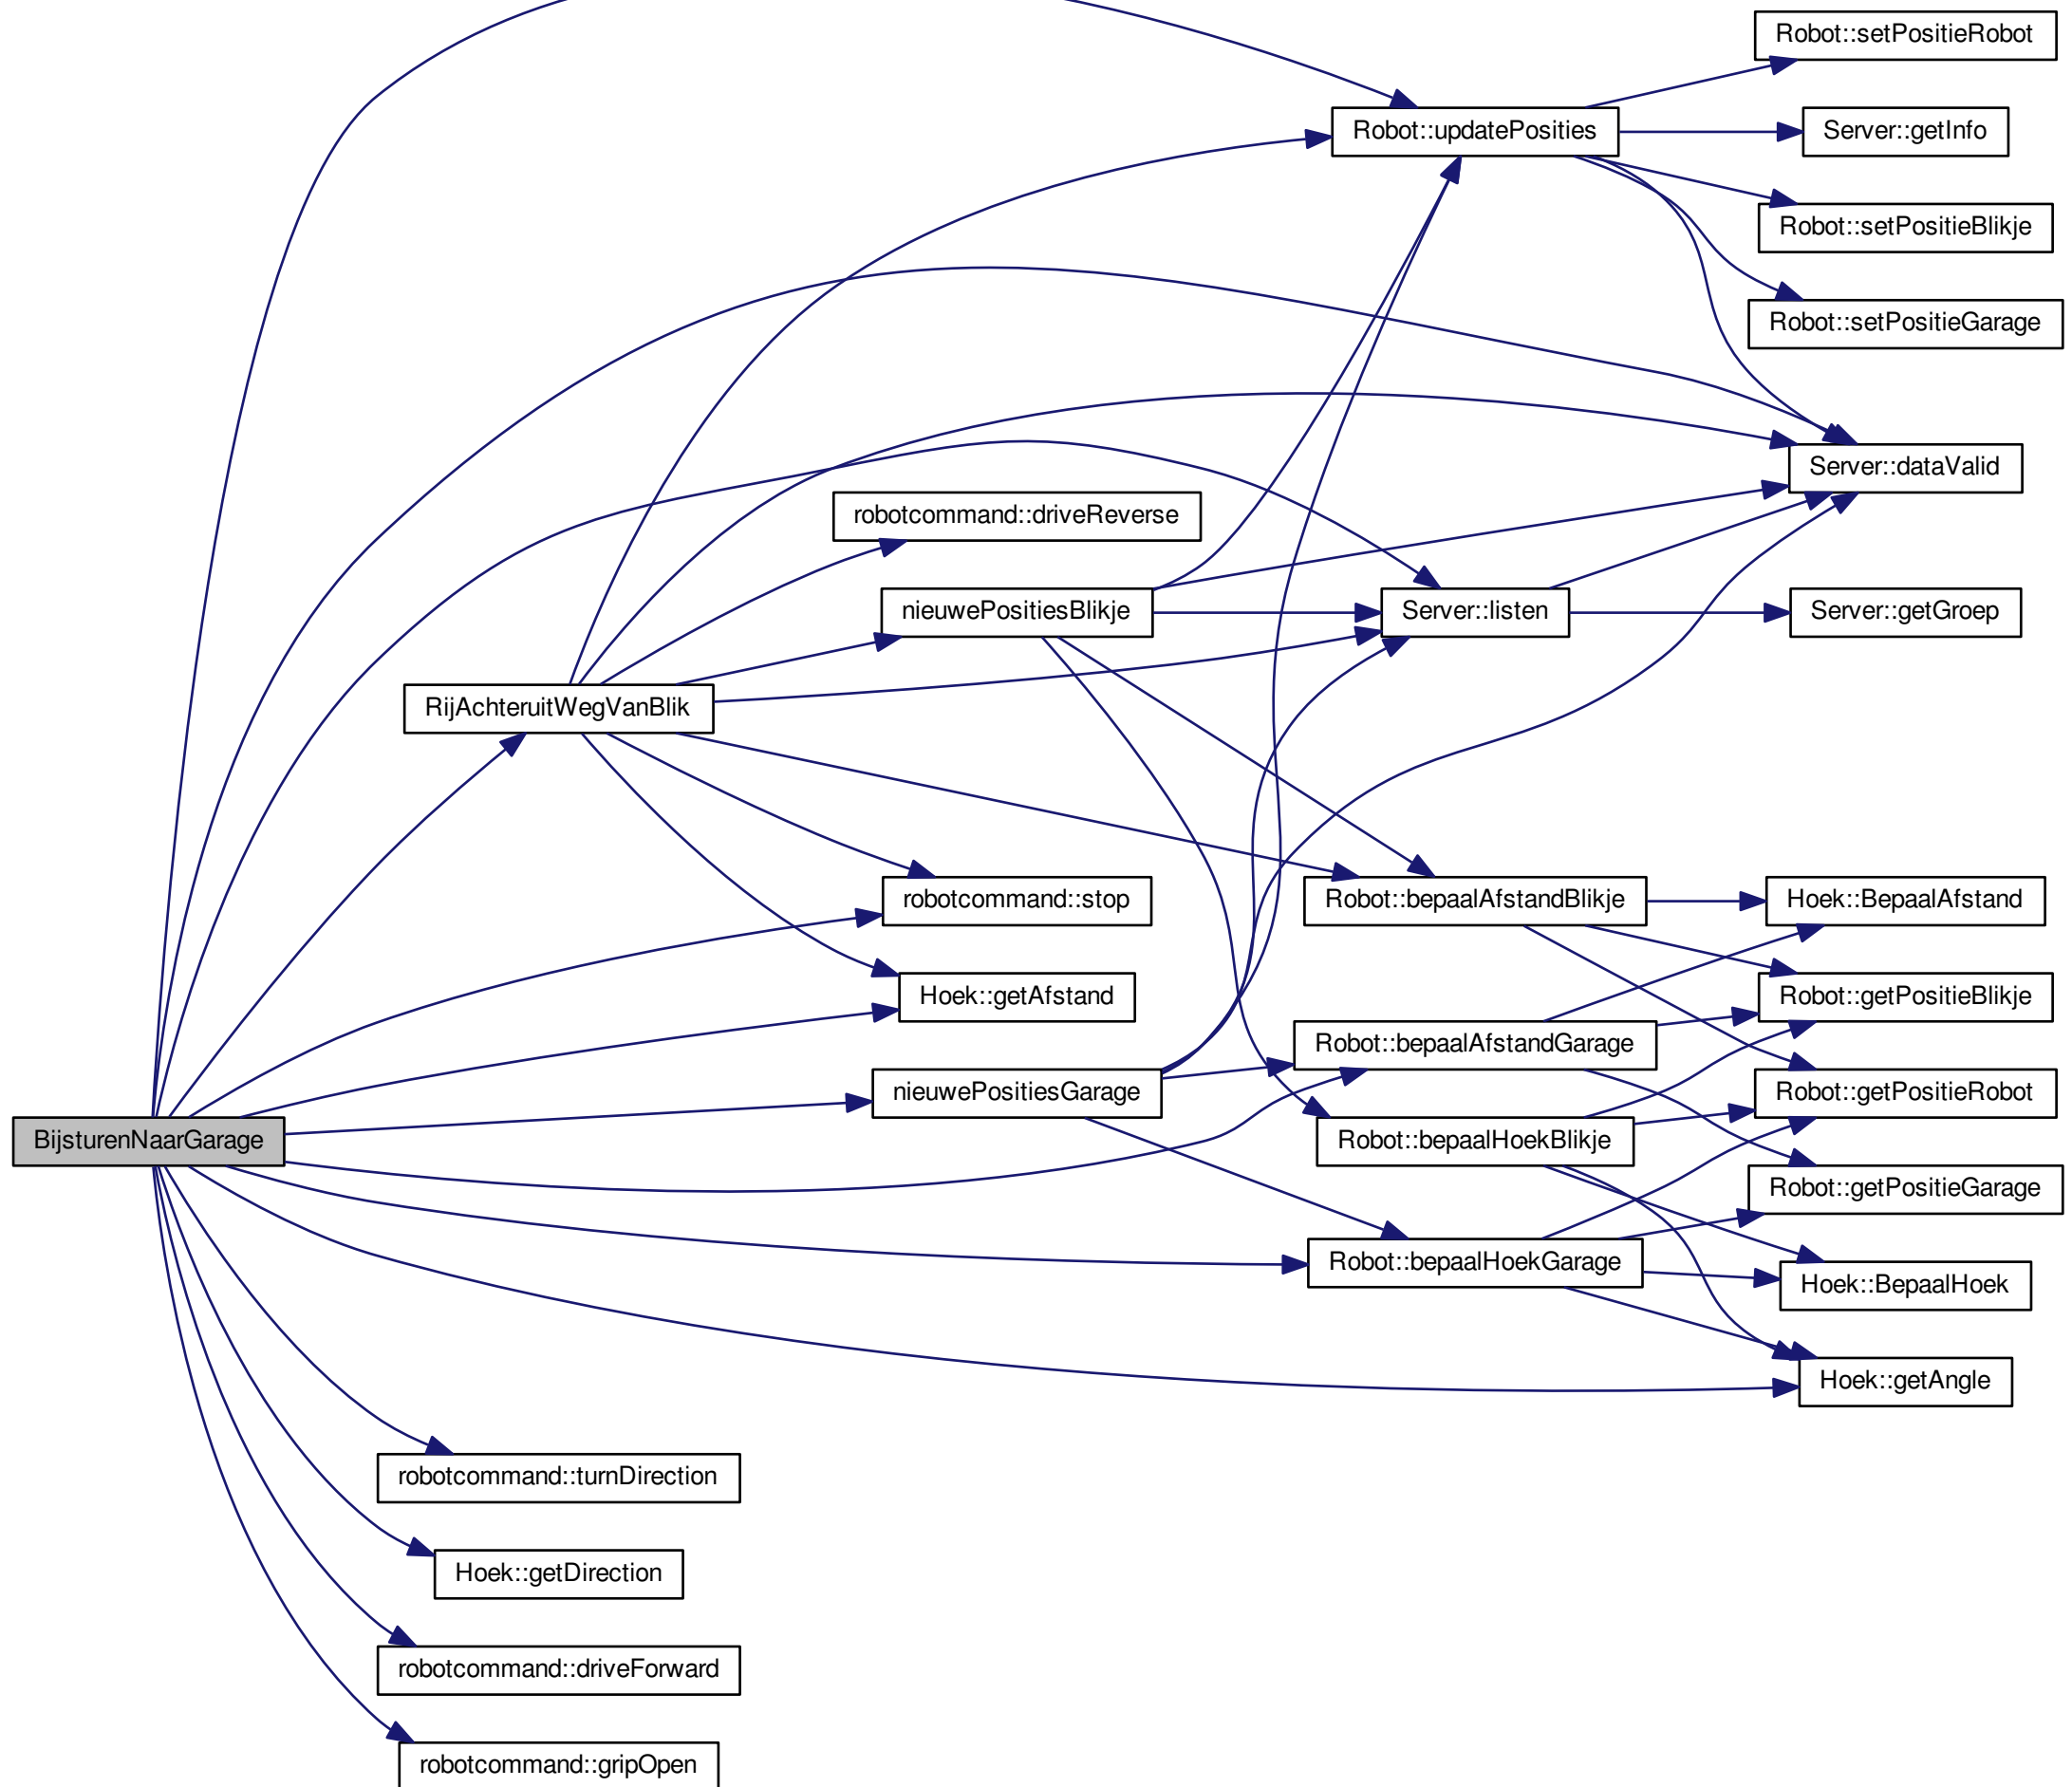 Robot::setPositieRobot
Robot::updatePosities
Server::getInfo
Robot::setPositieBlikje
Robot::setPositieGarage
Server::dataValid
robotcommand::driveReverse
nieuwePositiesBlikje
Server::listen
Server::getGroep
RijAchteruitWegVanBlik
robotcommand::stop
Robot::bepaalAfstandBlikje
Hoek::BepaalAfstand
Hoek::getAfstand
Robot::getPositieBlikje
Robot::bepaalAfstandGarage
nieuwePositiesGarage
Robot::getPositieRobot
BijsturenNaarGarage
Robot::bepaalHoekBlikje
Robot::getPositieGarage
Robot::bepaalHoekGarage
Hoek::BepaalHoek
Hoek::getAngle
robotcommand::turnDirection
Hoek::getDirection
robotcommand::driveForward
robotcommand::gripOpen